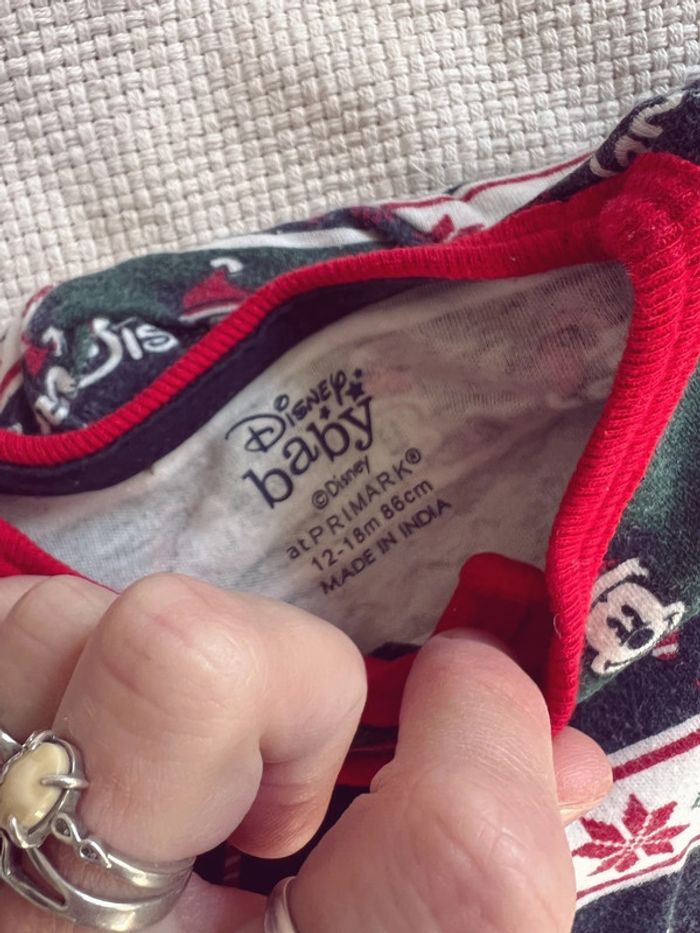 Disney
baby
©Disney
at PRIMARK®
12-18m 86cm
MADE IN INDIA